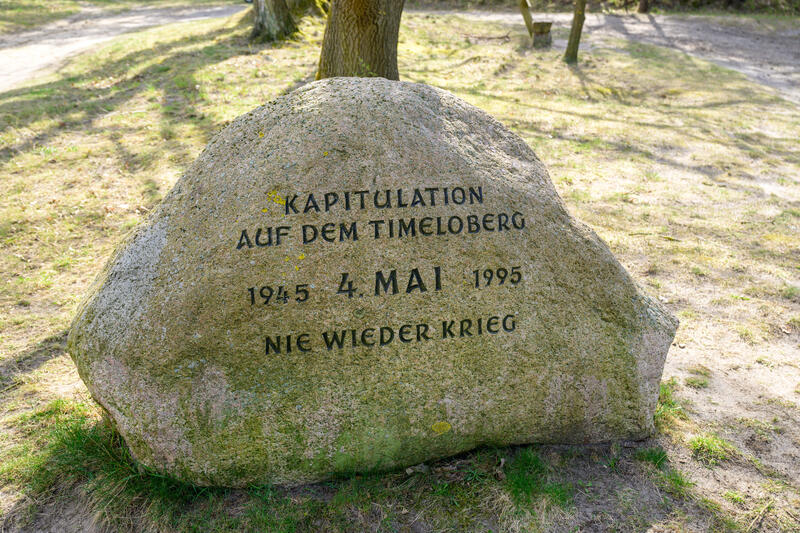 KAPITULATION
AUF DEM TIMELOBERG
1945 4. MAI 1995
NIE WIEDER KRIEG